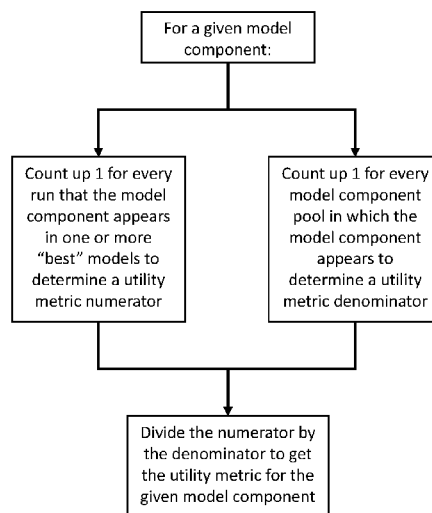 For a given model
component:
Count up 1 for every
run that the model
component appears
in one or more
“best” models to
determine a utility
metric numerator
Count up 1 for every
model component
pool in which the
model component
appears to
determine a utility
metric denominator
Divide the numerator by
the denominator to get
the utility metric for the
given model component